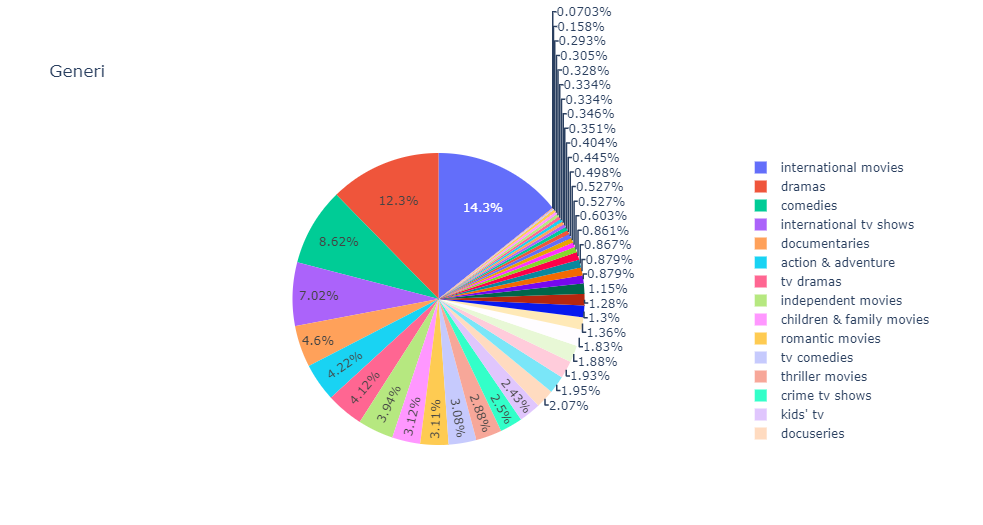 Generi
0.0703%
0.158%
0.293%
0.305%
0.328%
0.334%
0.334%
0.346%
0.351%
0.404%
0.445%
0.498%
0.527%
0.527%
0.603%
0.861%
0.867%
0.879%
0.879%
1.15%
1.28%
1.3%
1.36%
1.83%
1.88%
1.93%
1.95%
2.07%
14.3%
12.3%
8.62%
7.02%
4.6%
4.22%
4.12%
3.94%
3.12%
3.11%
3.08%
2.88%
2.5%
2.43%
international movies
dramas
comedies
international tv shows
documentaries
action & adventure
tv dramas
independent movies
children & family movies
romantic movies
tv comedies
thriller movies
crime tv shows
kids' tv
docuseries